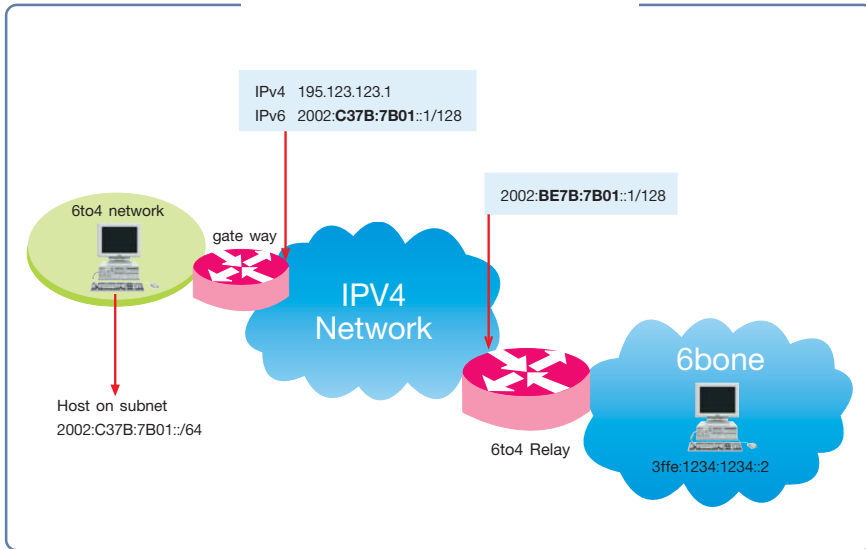 IPv4 195.123.123.1
IPv6 2002:C37B:7B01::1/128
2002:BE7B:7B01::1/128
6to4 network
gate way
IPV4
Network
6bone
Host on subnet
2002:C37B:7B01::/64
6to4 Relay
3ffe:1234:1234::2